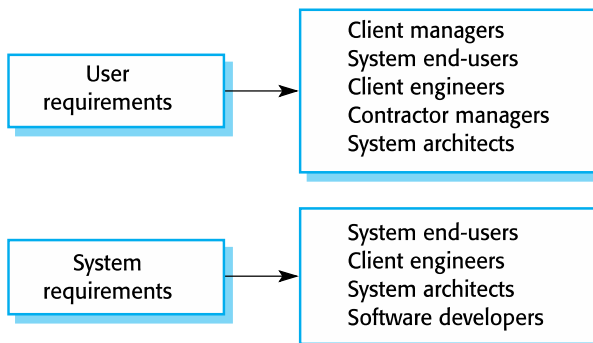 User
requirements
Client managers
System end-users
Client engineers
Contractor managers
System architects
System
requirements
System end-users
Client engineers
System architects
Software developers